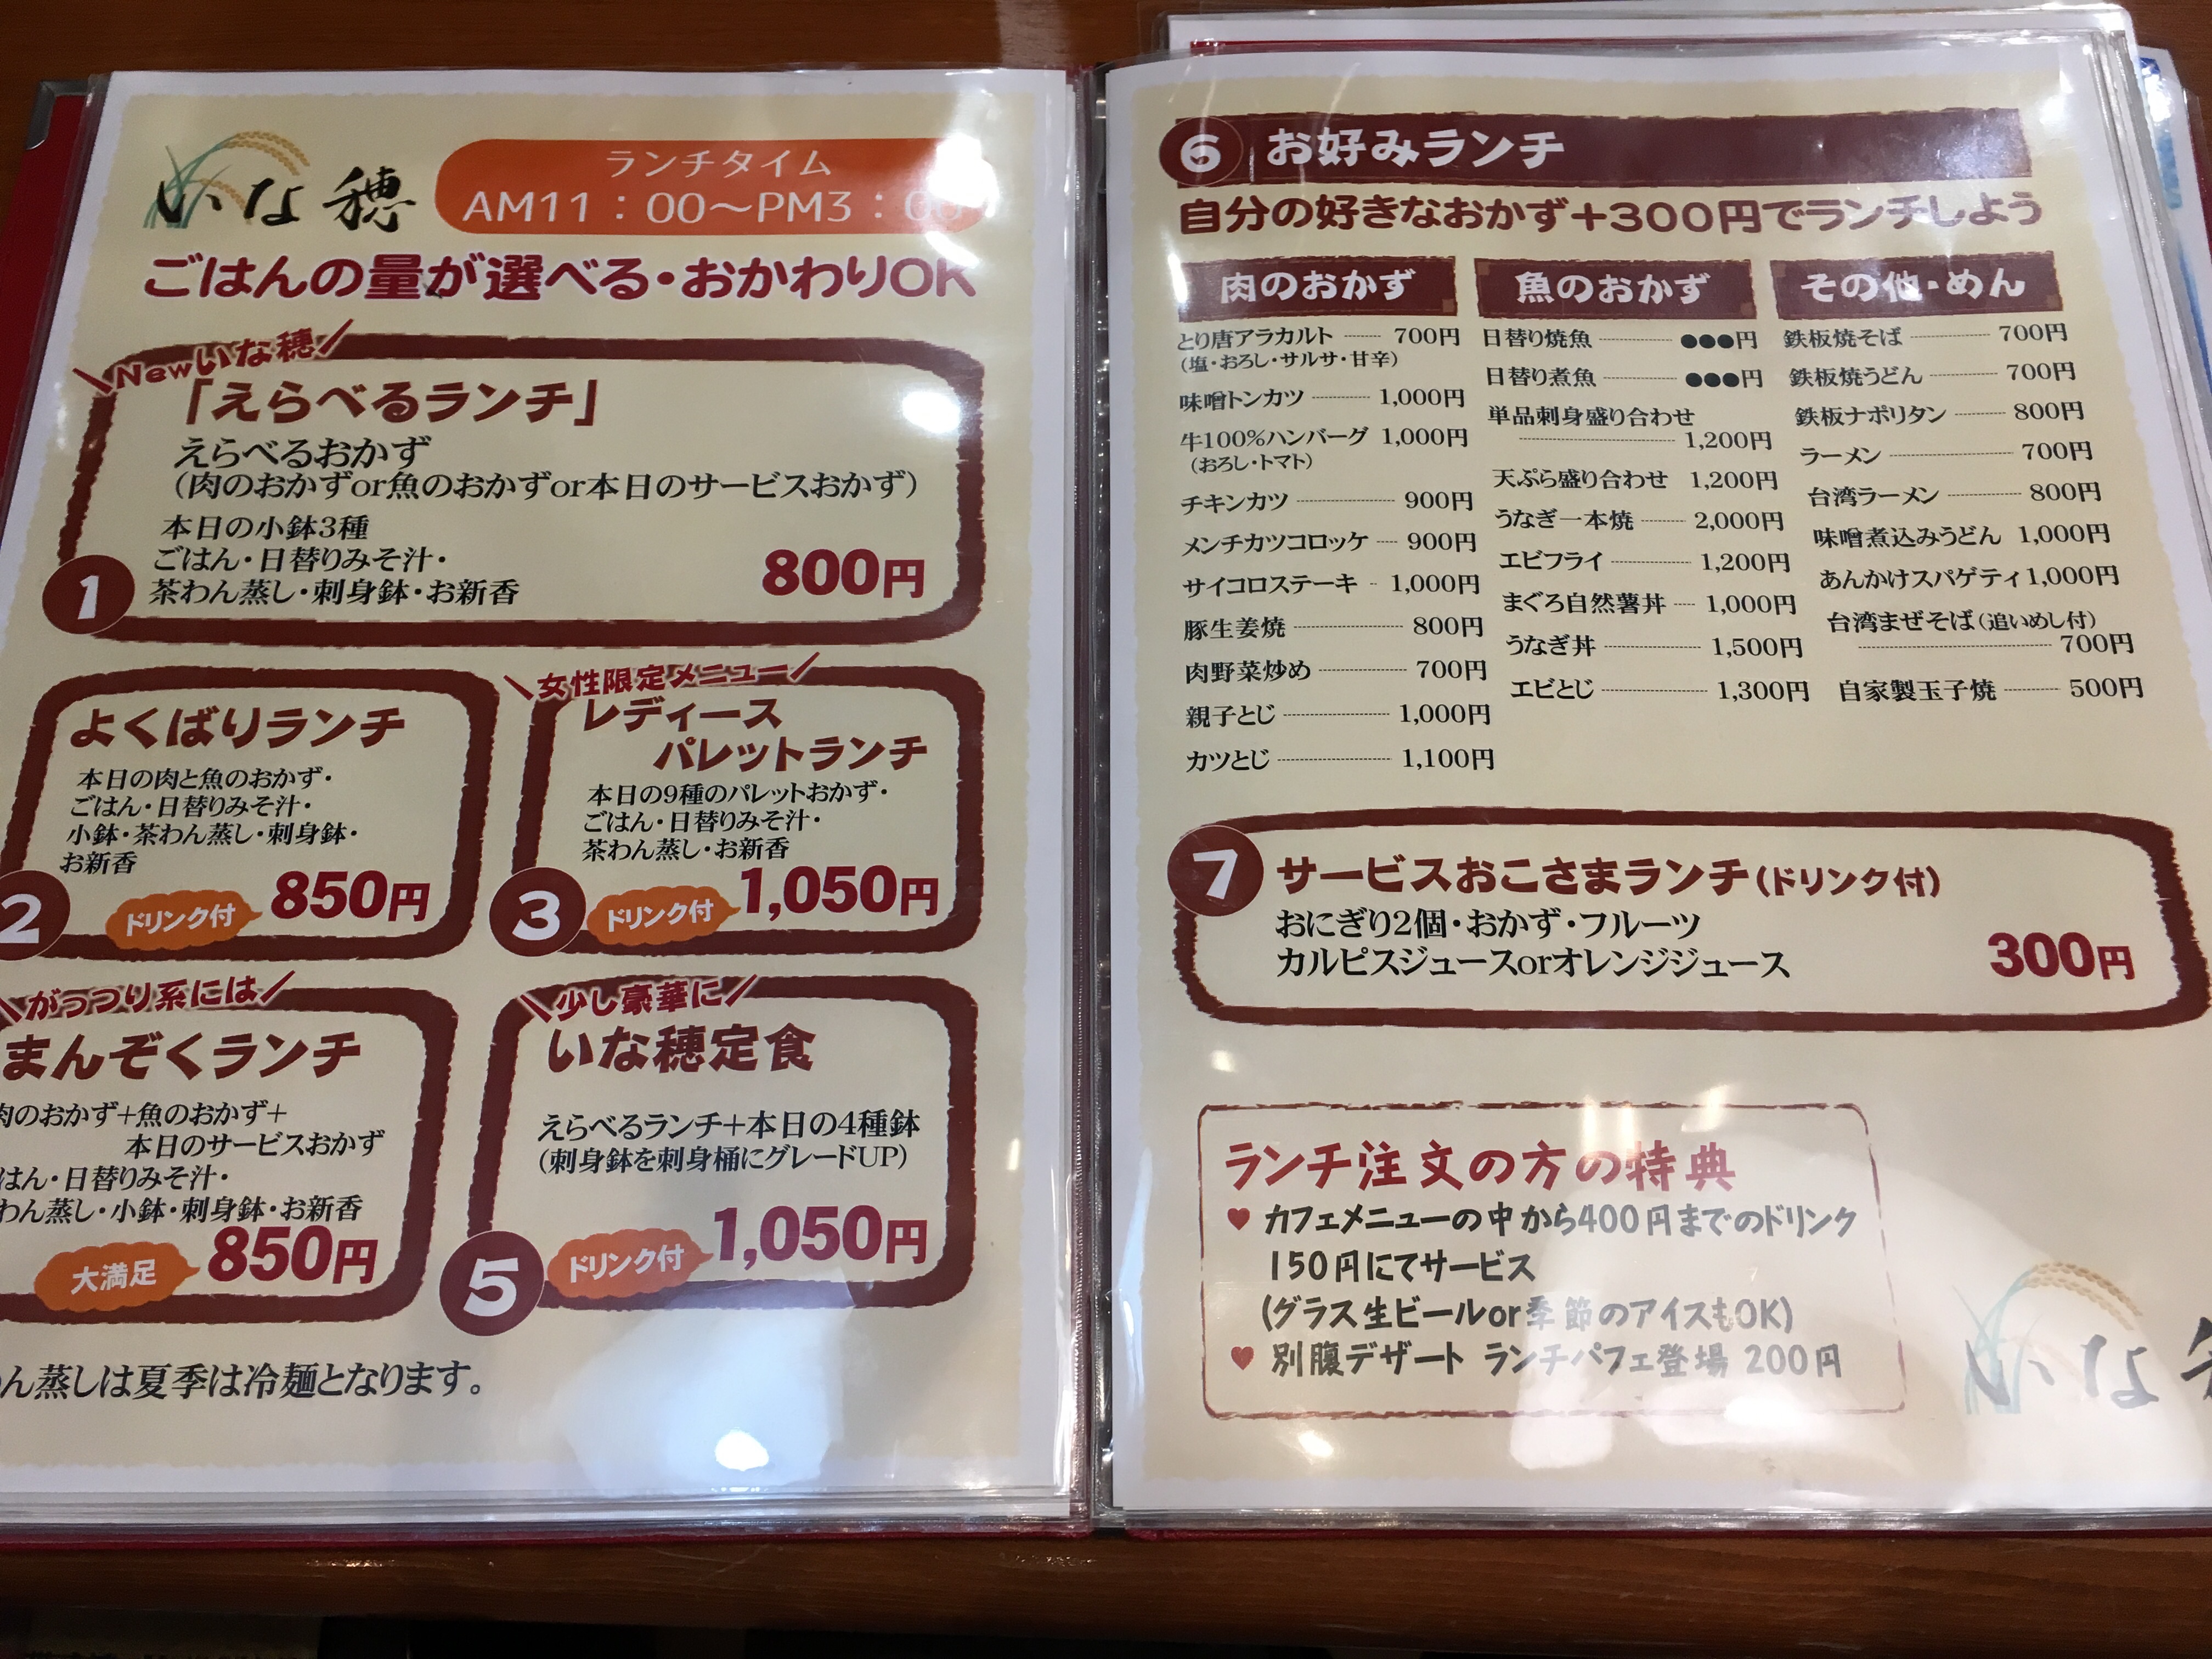 いな穂
ランチタイム
AM11：00～PM3：00
ごはんの量が選べる・おかわりOK
Newいな穂
「えらべるランチ」
えらべるおかず
（肉のおかずor魚のおかずor本日のサービスおかず）
本日の小鉢3種
ごはん・日替りみそ汁・
茶わん蒸し・刺身鉢・お新香
1
800円
よくばりランチ
本日の肉と魚のおかず・
ごはん・日替りみそ汁・
小鉢・茶わん蒸し・刺身鉢・
お新香
2
ドリンク付
850円
女性限定メニュー
レディース
パレットランチ
本日の9種のパレットおかず・
ごはん・日替りみそ汁・
茶わん蒸し・お新香
3
ドリンク付
1,050円
がっつり系には
まんぞくランチ
肉のおかず＋魚のおかず＋
本日のサービスおかず
はん・日替りみそ汁・
わん蒸し・小鉢・刺身鉢・お新香
大満足
850円
少し豪華に
いな穂定食
えらべるランチ＋本日の4種鉢
（刺身鉢を刺身桶にグレードUP）
5
ドリンク付
1,050円
ん蒸しは夏季は冷麺となります。
6 お好みランチ
自分の好きなおかず＋300円でランチしよう
肉のおかず
とり唐アラカルト 700円
（塩・おろし・サルサ・甘辛）
味噌トンカツ 1,000円
牛100%ハンバーグ 1,000円
（おろし・トマト）
チキンカツ 900円
メンチカツコロッケ 900円
サイコロステーキ 1,000円
豚生姜焼 800円
肉野菜炒め 700円
親子とじ 1,000円
カツとじ 1,100円
魚のおかず
日替り焼魚 ●●●円
日替り煮魚 ●●●円
単品刺身盛り合わせ
1,200円
天ぷら盛り合わせ 1,200円
うなぎ一本焼 2,000円
エビフライ 1,200円
まぐろ自然薯丼 1,000円
うなぎ丼 1,500円
エビとじ 1,300円
その他・めん
鉄板焼そば 700円
鉄板焼うどん 700円
鉄板ナポリタン 800円
ラーメン 700円
台湾ラーメン 800円
味噌煮込みうどん 1,000円
あんかけスパゲティ 1,000円
台湾まぜそば（追いめし付）
700円
自家製玉子焼 500円
7 サービスおこさまランチ（ドリンク付）
おにぎり2個・おかず・フルーツ
カルピスジュースorオレンジジュース
300円
ランチ注文の方の特典
♥ カフェメニューの中から400円までのドリンク
150円にてサービス
（グラス生ビールor季節のアイスもOK）
♥ 別腹デザート ランチパフェ登場 200円
いな